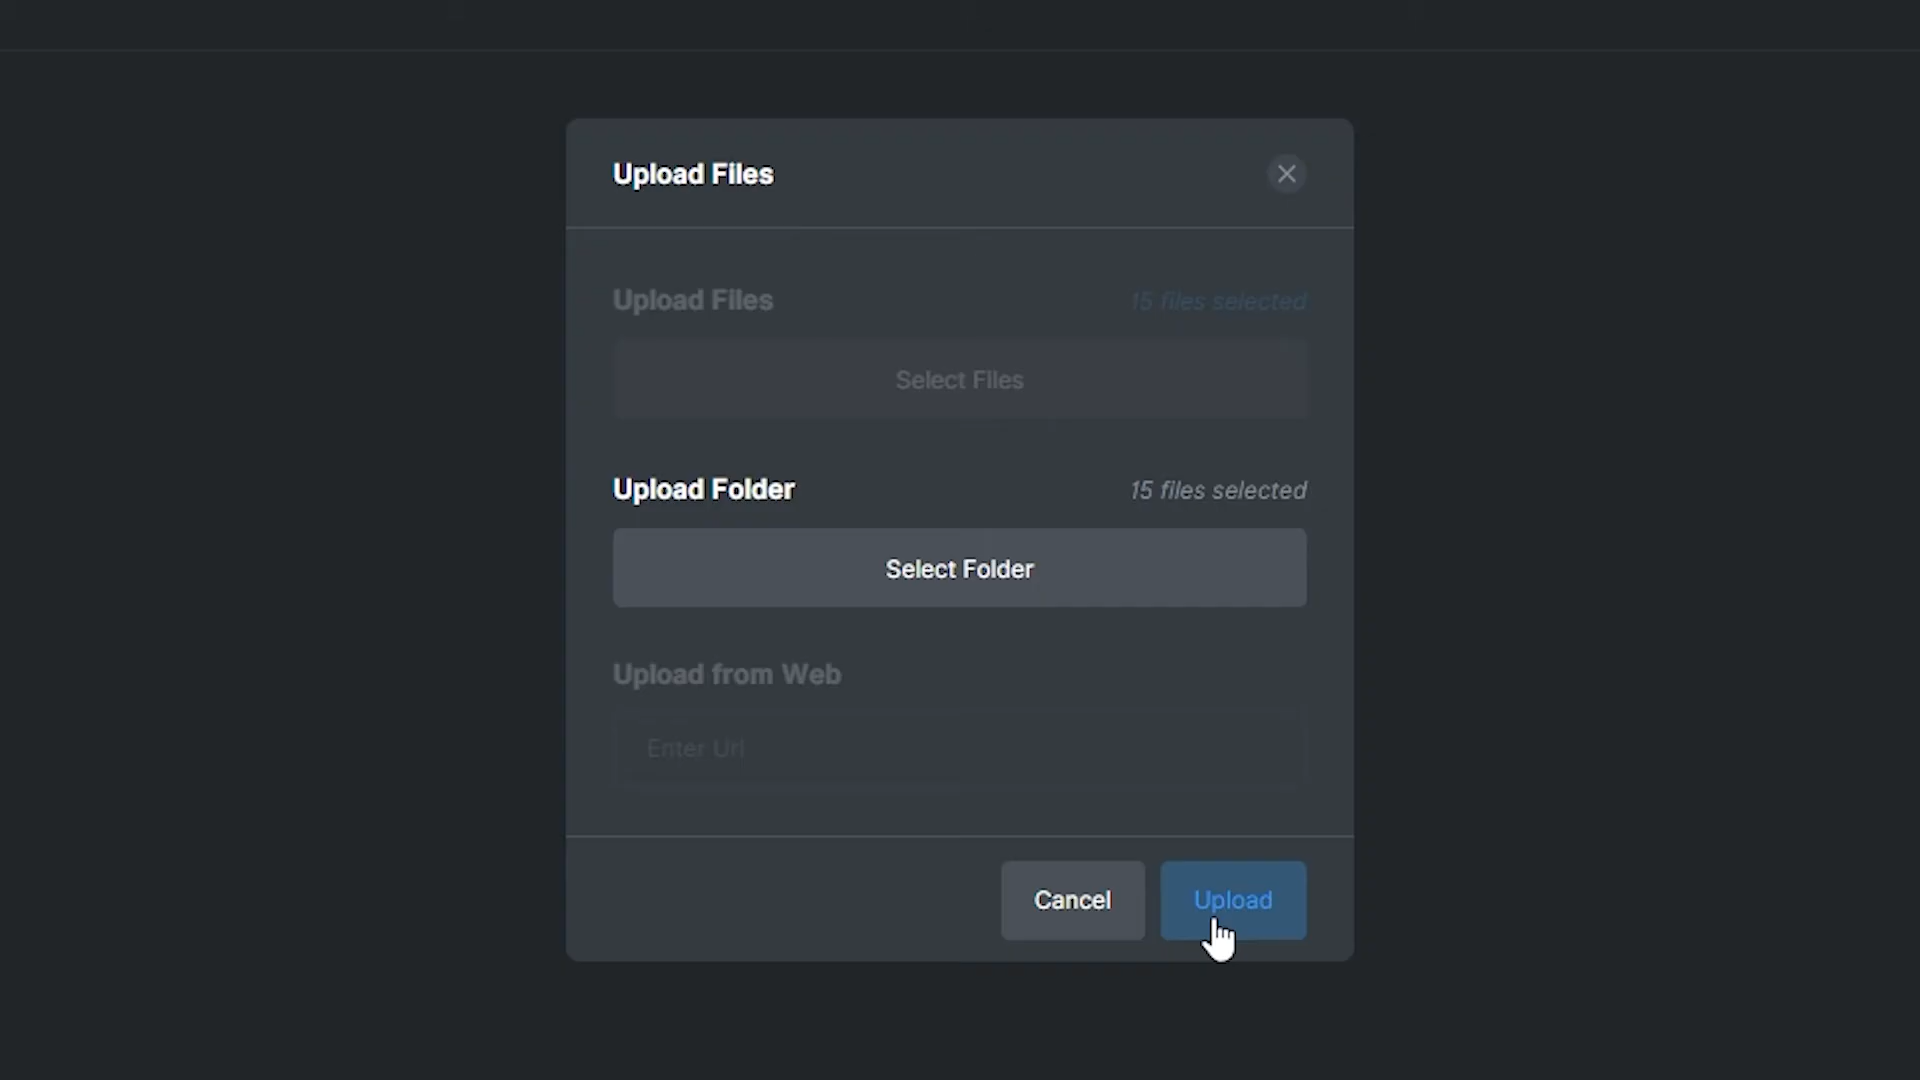 Upload Files
Upload Files 15 files selected
Select Files
Upload Folder 15 files selected
Select Folder
Upload from Web
Enter Url
Cancel Upload